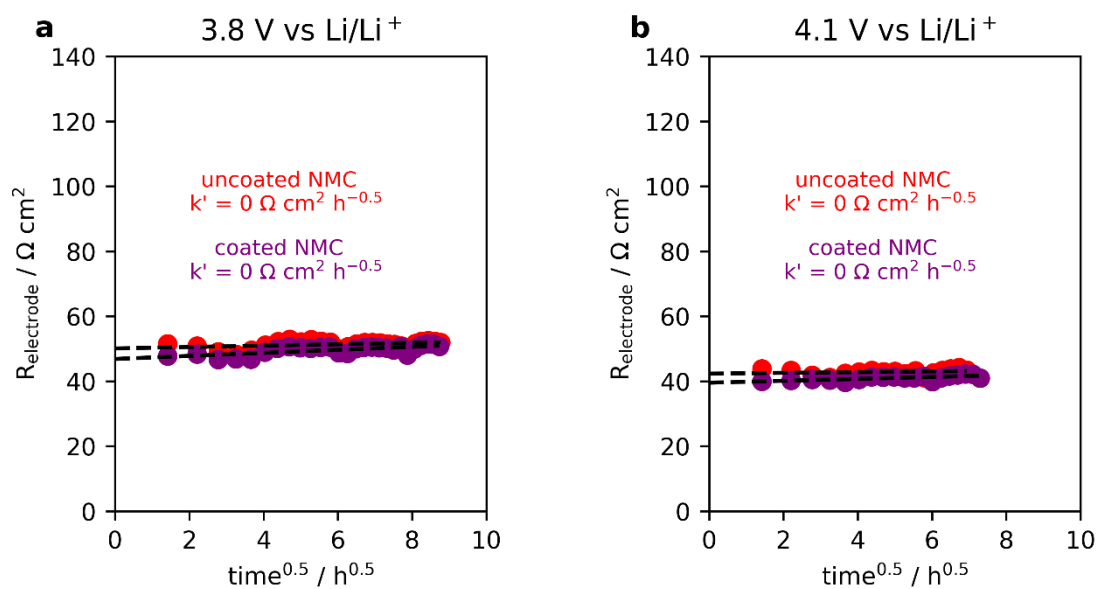 a
3.8 V vs Li/Li⁺
140
120
100
80
60
40
20
0
R_electrode / Ω cm²
uncoated NMC
k' = 0 Ω cm² h⁻⁰·⁵
coated NMC
k' = 0 Ω cm² h⁻⁰·⁵
0 2 4 6 8 10
time⁰·⁵ / h⁰·⁵
b
4.1 V vs Li/Li⁺
140
120
100
80
60
40
20
0
R_electrode / Ω cm²
uncoated NMC
k' = 0 Ω cm² h⁻⁰·⁵
coated NMC
k' = 0 Ω cm² h⁻⁰·⁵
0 2 4 6 8 10
time⁰·⁵ / h⁰·⁵